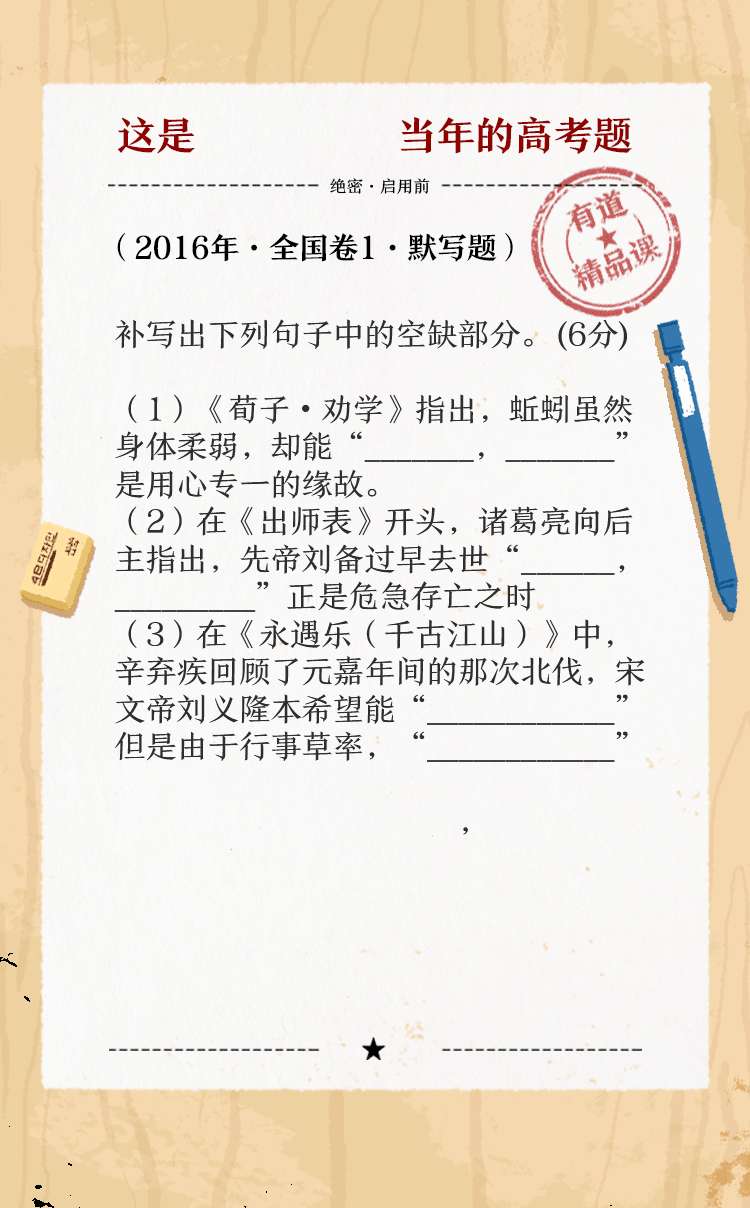 这是 当年的高考题
绝密·启用前
有道
精品课
（2016年·全国卷1·默写题）
补写出下列句子中的空缺部分。(6分)
（1）《荀子·劝学》指出，蚯蚓虽然
身体柔弱，却能“_______，_______”
是用心专一的缘故。
（2）在《出师表》开头，诸葛亮向后
主指出，先帝刘备过早去世“______，
_________”正是危急存亡之时
（3）在《永遇乐（千古江山）》中，
辛弃疾回顾了元嘉年间的那次北伐，宋
文帝刘义隆本希望能“____________”
但是由于行事草率，“____________”
，